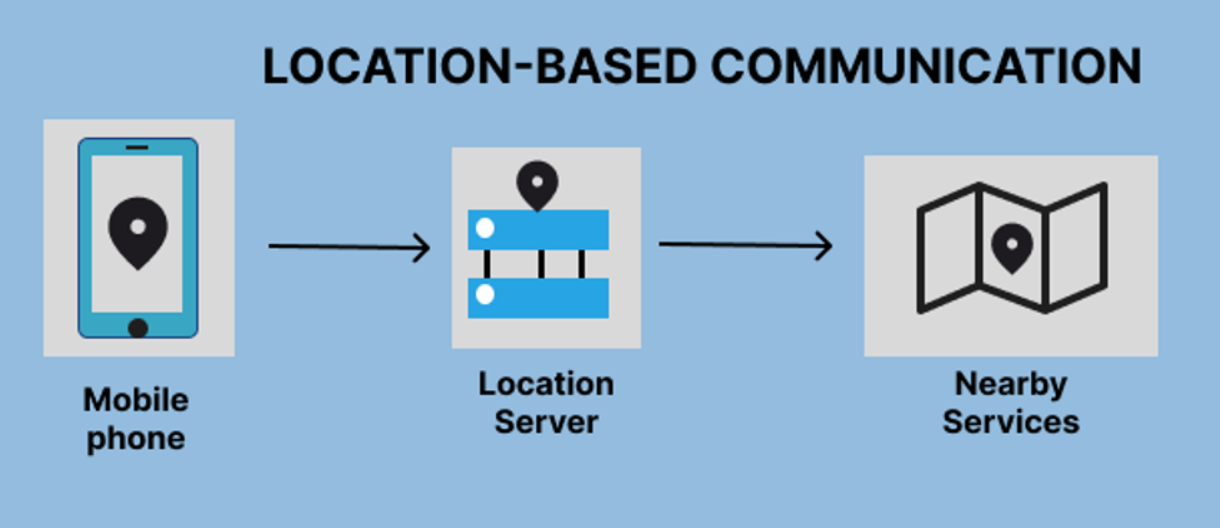 LOCATION-BASED COMMUNICATION
Mobile
phone
Location
Server
Nearby
Services